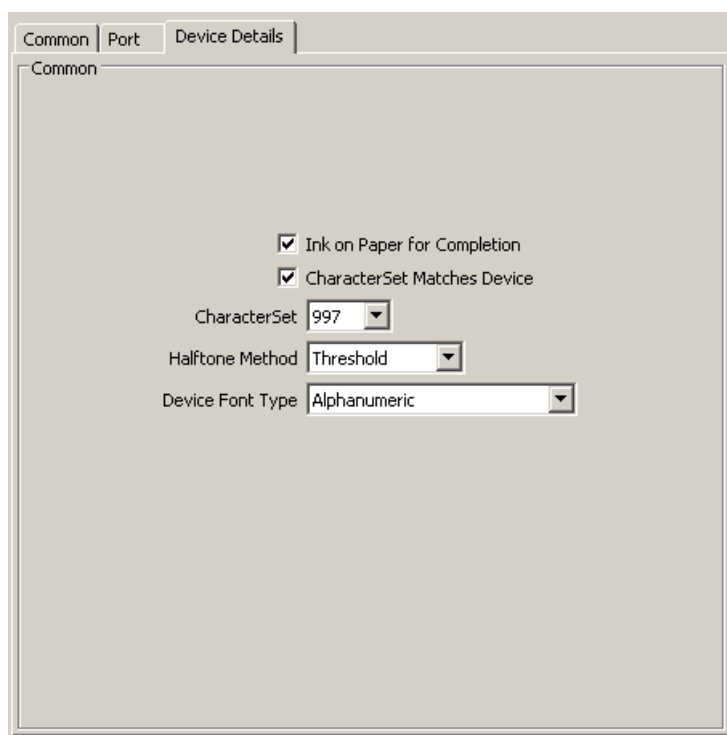 Common Port Device Details
Common
Ink on Paper for Completion
CharacterSet Matches Device
CharacterSet 997
Halftone Method Threshold
Device Font Type Alphanumeric